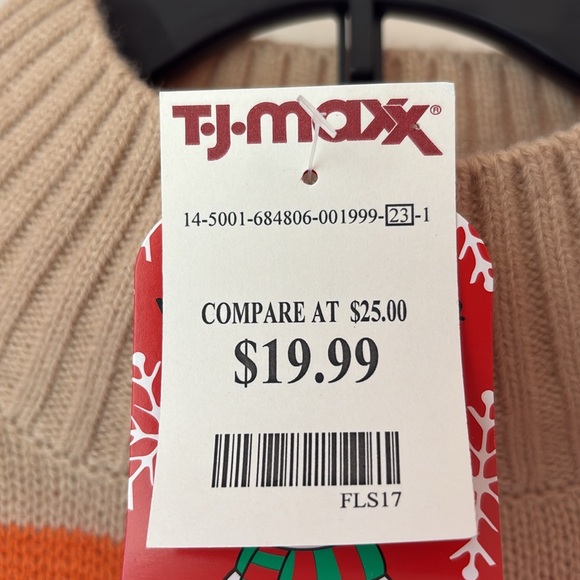 T·J·maxx®
14-5001-684806-001999-23-1
COMPARE AT $25.00
$19.99
FLS17